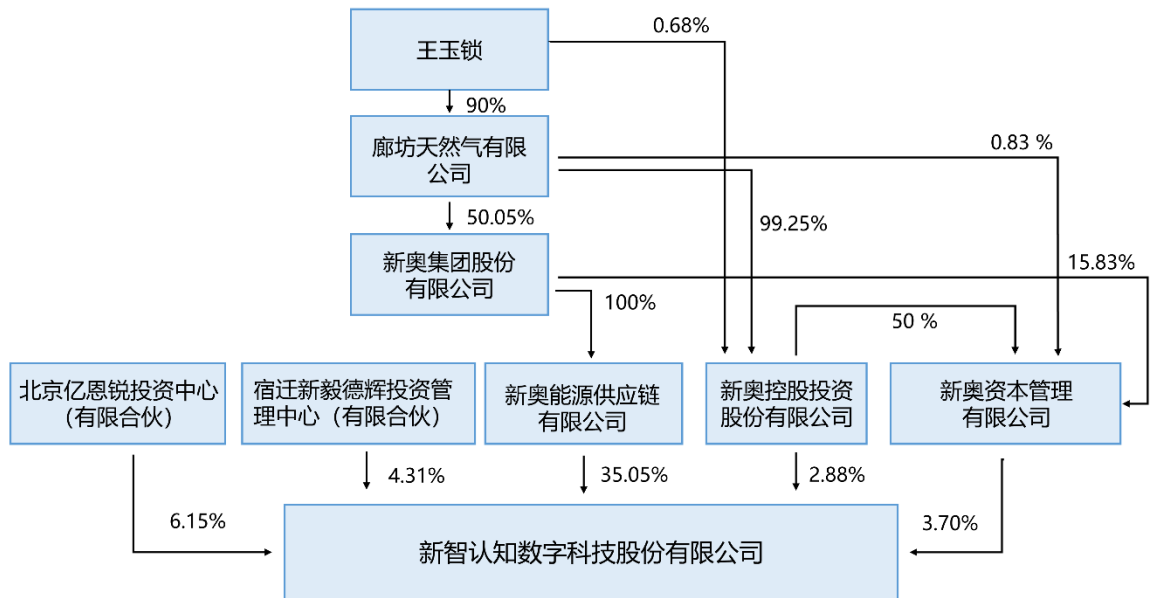 王玉锁
0.68%
90%
廊坊天然气有限
公司
0.83 %
50.05%
99.25%
新奥集团股份
有限公司
15.83%
100%
50 %
北京亿恩锐投资中心
（有限合伙）
宿迁新毅德辉投资管
理中心（有限合伙）
新奥能源供应链
有限公司
新奥控股投资
股份有限公司
新奥资本管理
有限公司
6.15%
4.31%
35.05%
2.88%
3.70%
新智认知数字科技股份有限公司